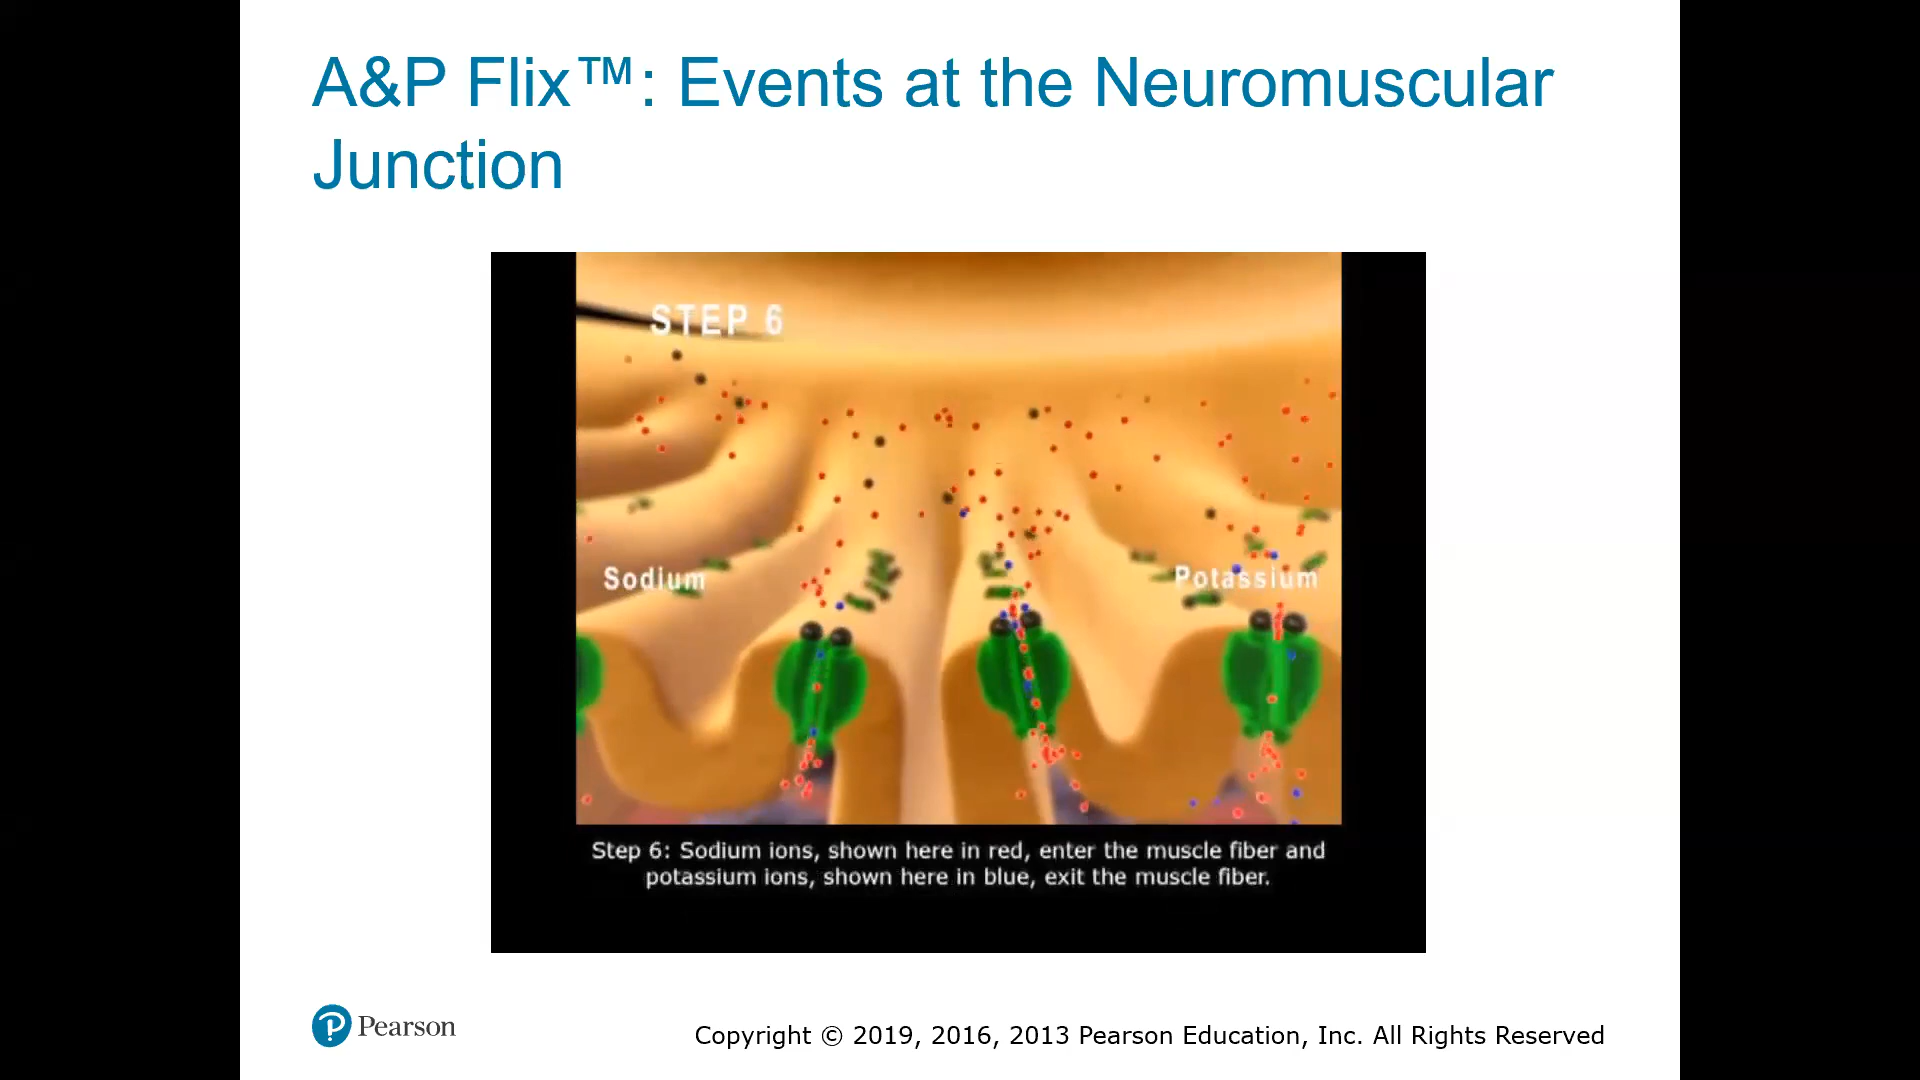 A&P Flix™: Events at the Neuromuscular
Junction
STEP 6
Sodium
Potassium
Step 6: Sodium ions, shown here in red, enter the muscle fiber and
potassium ions, shown here in blue, exit the muscle fiber.
Pearson
Copyright © 2019, 2016, 2013 Pearson Education, Inc. All Rights Reserved